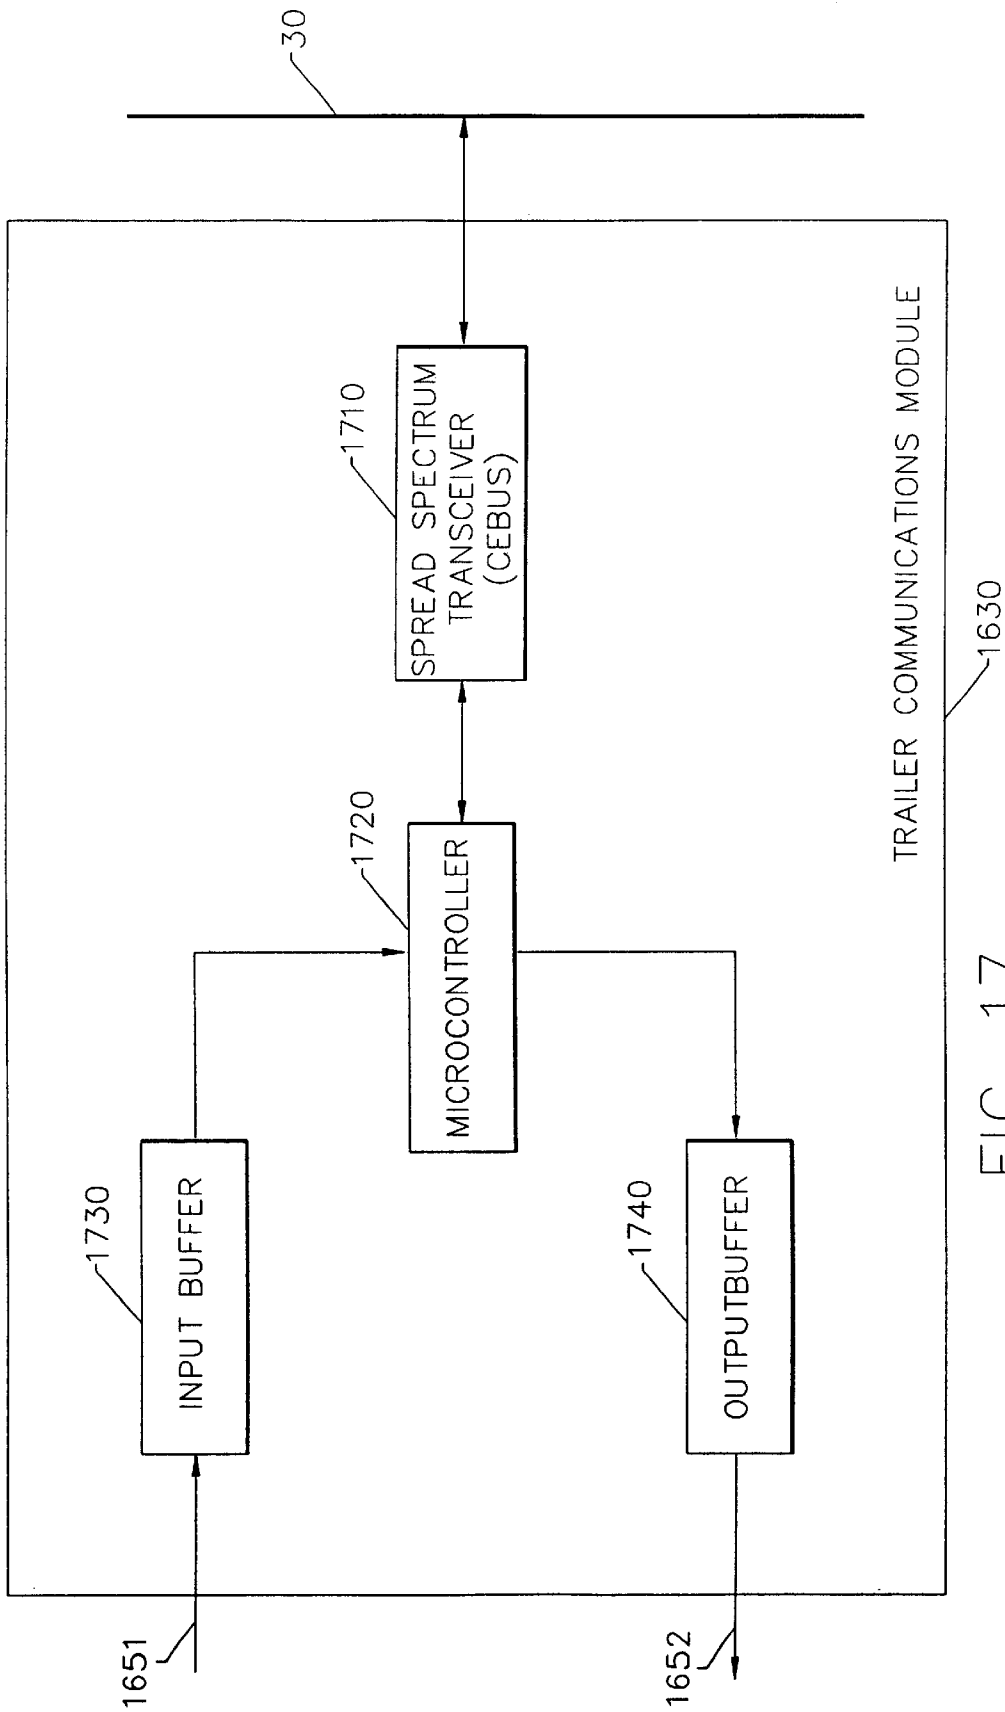 1651
1730
INPUT BUFFER
1720
MICROCONTROLLER
1710
SPREAD SPECTRUM
TRANSCEIVER
(CEBUS)
30
1652
1740
OUTPUTBUFFER
TRAILER COMMUNICATIONS MODULE
1630
FIG. 17